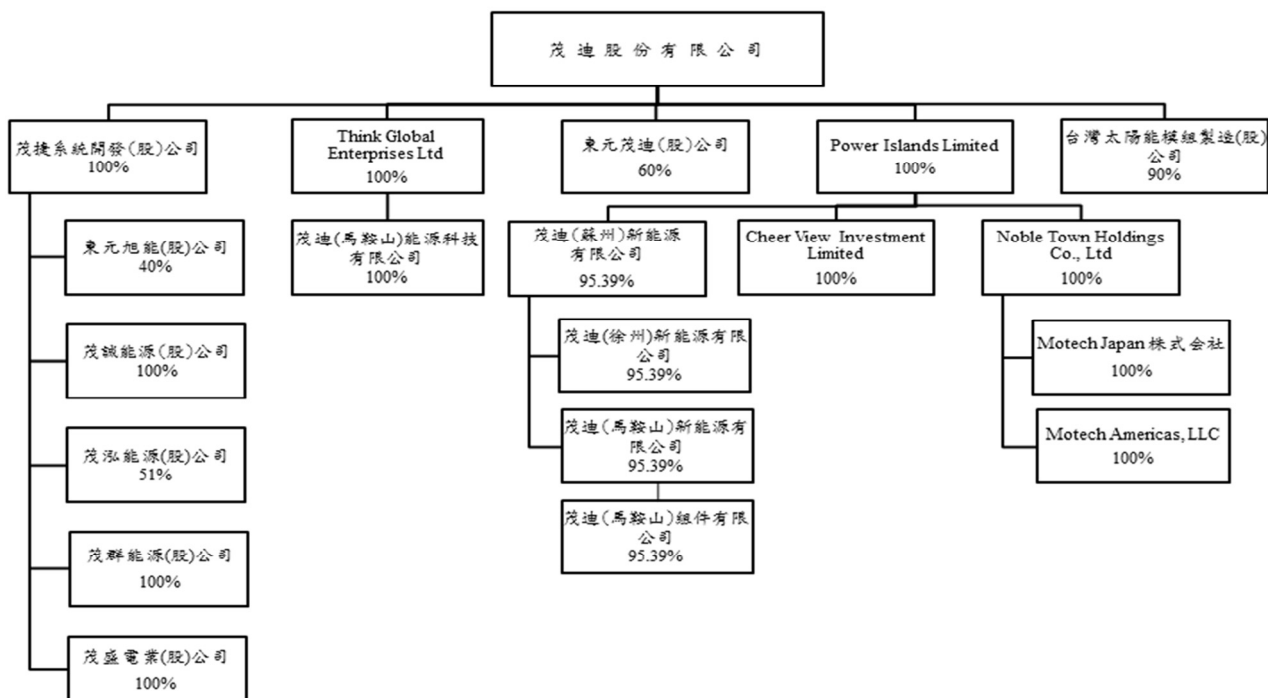 茂迪股份有限公司
茂捷系統開發(股)公司
100%
Think Global
Enterprises Ltd
100%
東元茂迪(股)公司
60%
Power Islands Limited
100%
台灣太陽能模組製造(股)
公司
90%
東元旭能(股)公司
40%
茂誠能源(股)公司
100%
茂泓能源(股)公司
51%
茂群能源(股)公司
100%
茂盛電業(股)公司
100%
茂迪(馬鞍山)能源科技
有限公司
100%
茂迪(蘇州)新能源
有限公司
95.39%
Cheer View Investment
Limited
100%
Noble Town Holdings
Co., Ltd
100%
茂迪(徐州)新能源有限
公司
95.39%
茂迪(馬鞍山)新能源有
限公司
95.39%
茂迪(馬鞍山)組件有限
公司
95.39%
Motech Japan 株式会社
100%
Motech Americas, LLC
100%